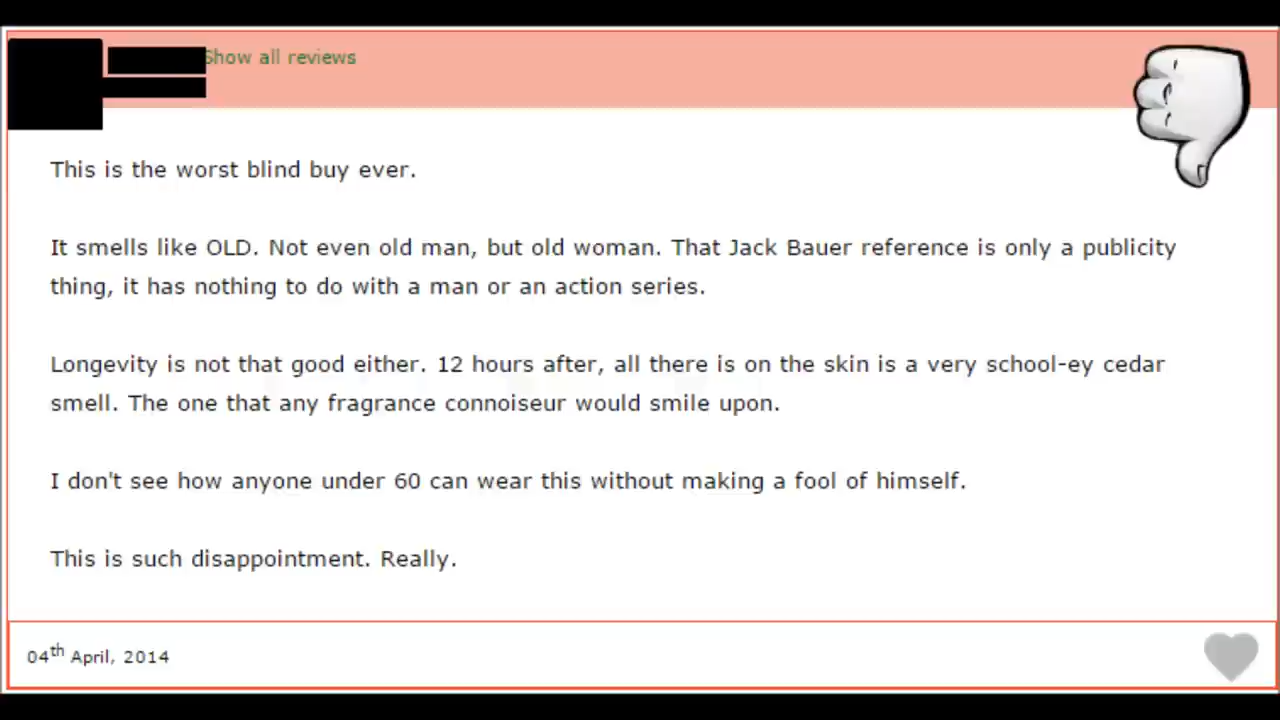 Show all reviews
This is the worst blind buy ever.
It smells like OLD. Not even old man, but old woman. That Jack Bauer reference is only a publicity
thing, it has nothing to do with a man or an action series.
Longevity is not that good either. 12 hours after, all there is on the skin is a very school-ey cedar
smell. The one that any fragrance connoiseur would smile upon.
I don't see how anyone under 60 can wear this without making a fool of himself.
This is such disappointment. Really.
04th April, 2014